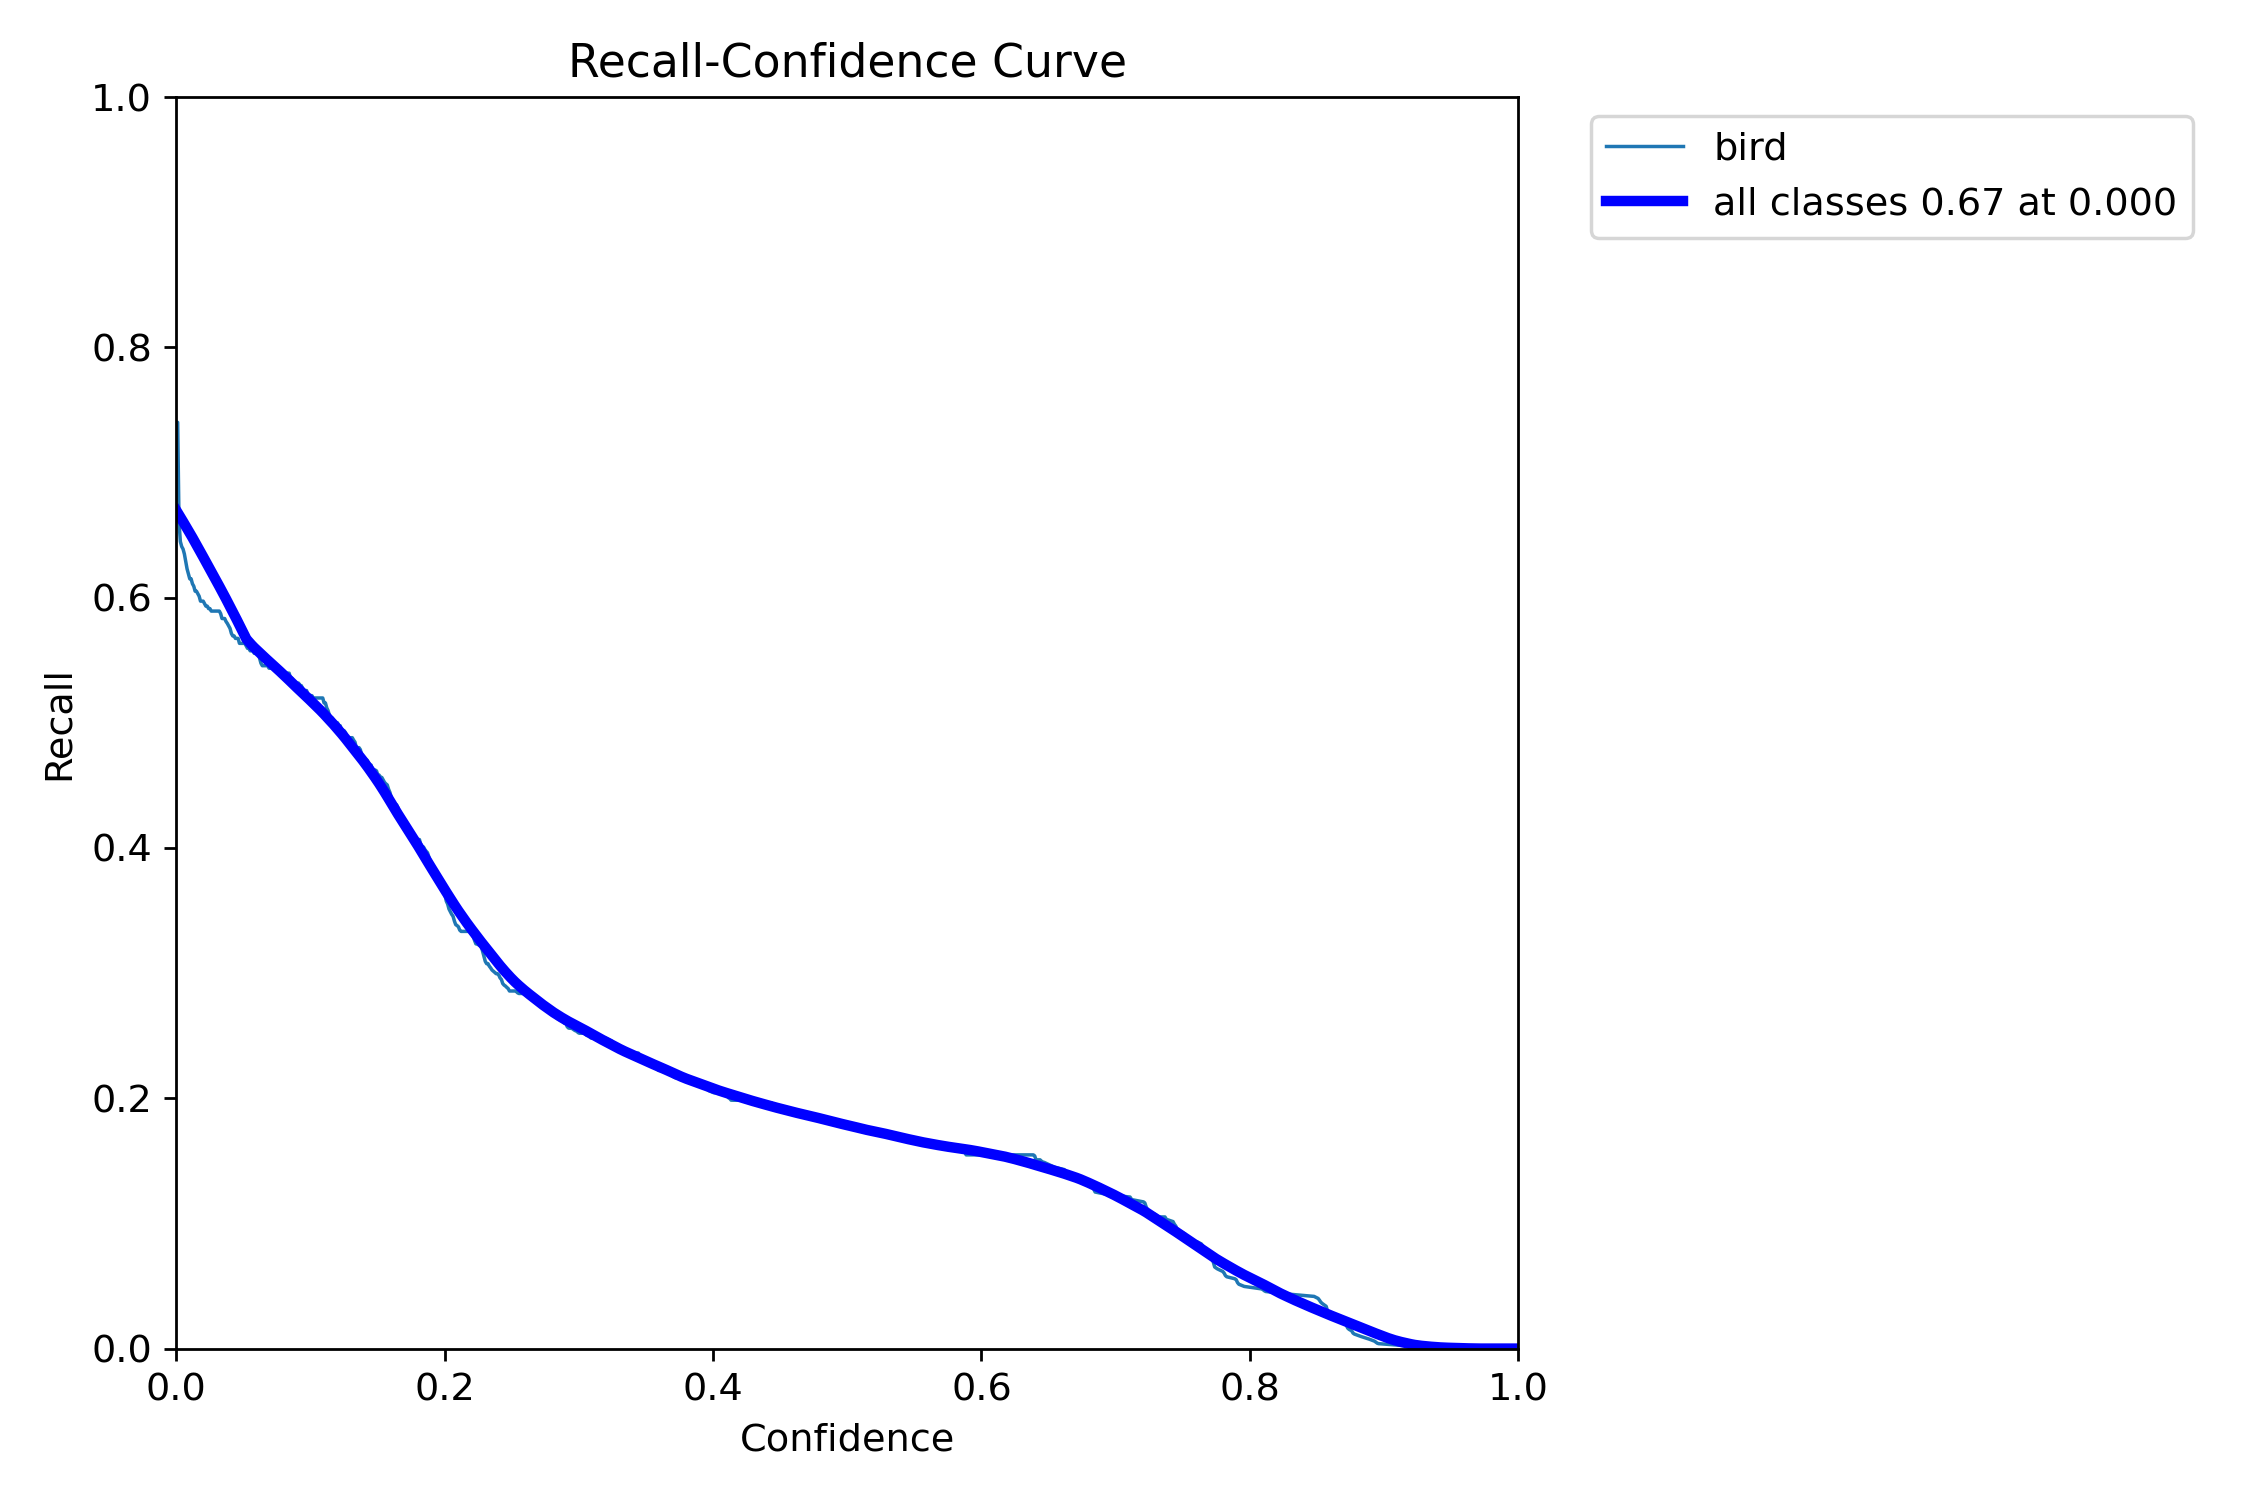 Recall-Confidence Curve
1.0
0.8
0.6
0.4
0.2
0.0
Recall
0.0 0.2 0.4 0.6 0.8 1.0
Confidence
bird
all classes 0.67 at 0.000